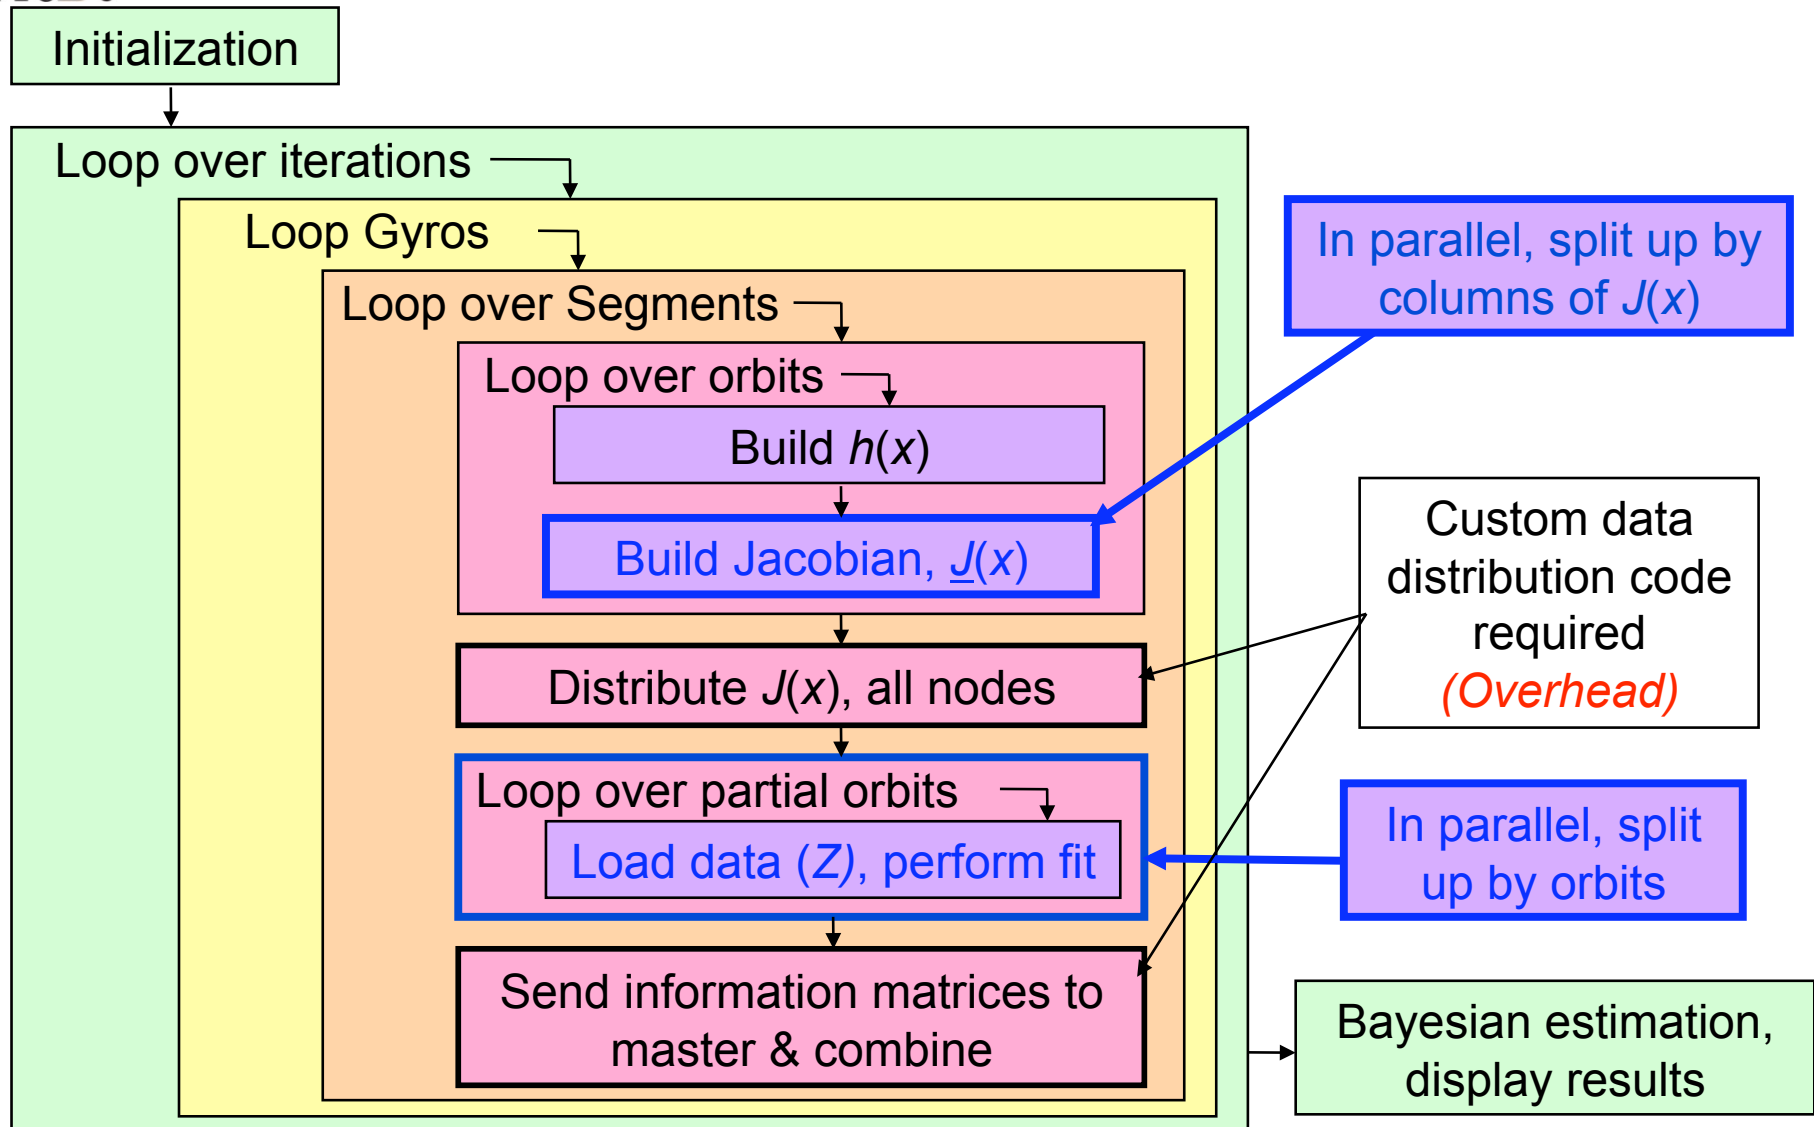 Initialization
Loop over iterations
Loop Gyros
Loop over Segments
Loop over orbits
Build h(x)
Build Jacobian, J(x)
Distribute J(x), all nodes
Loop over partial orbits
Load data (Z), perform fit
Send information matrices to
master & combine
In parallel, split up by
columns of J(x)
Custom data
distribution code
required
(Overhead)
In parallel, split
up by orbits
Bayesian estimation,
display results